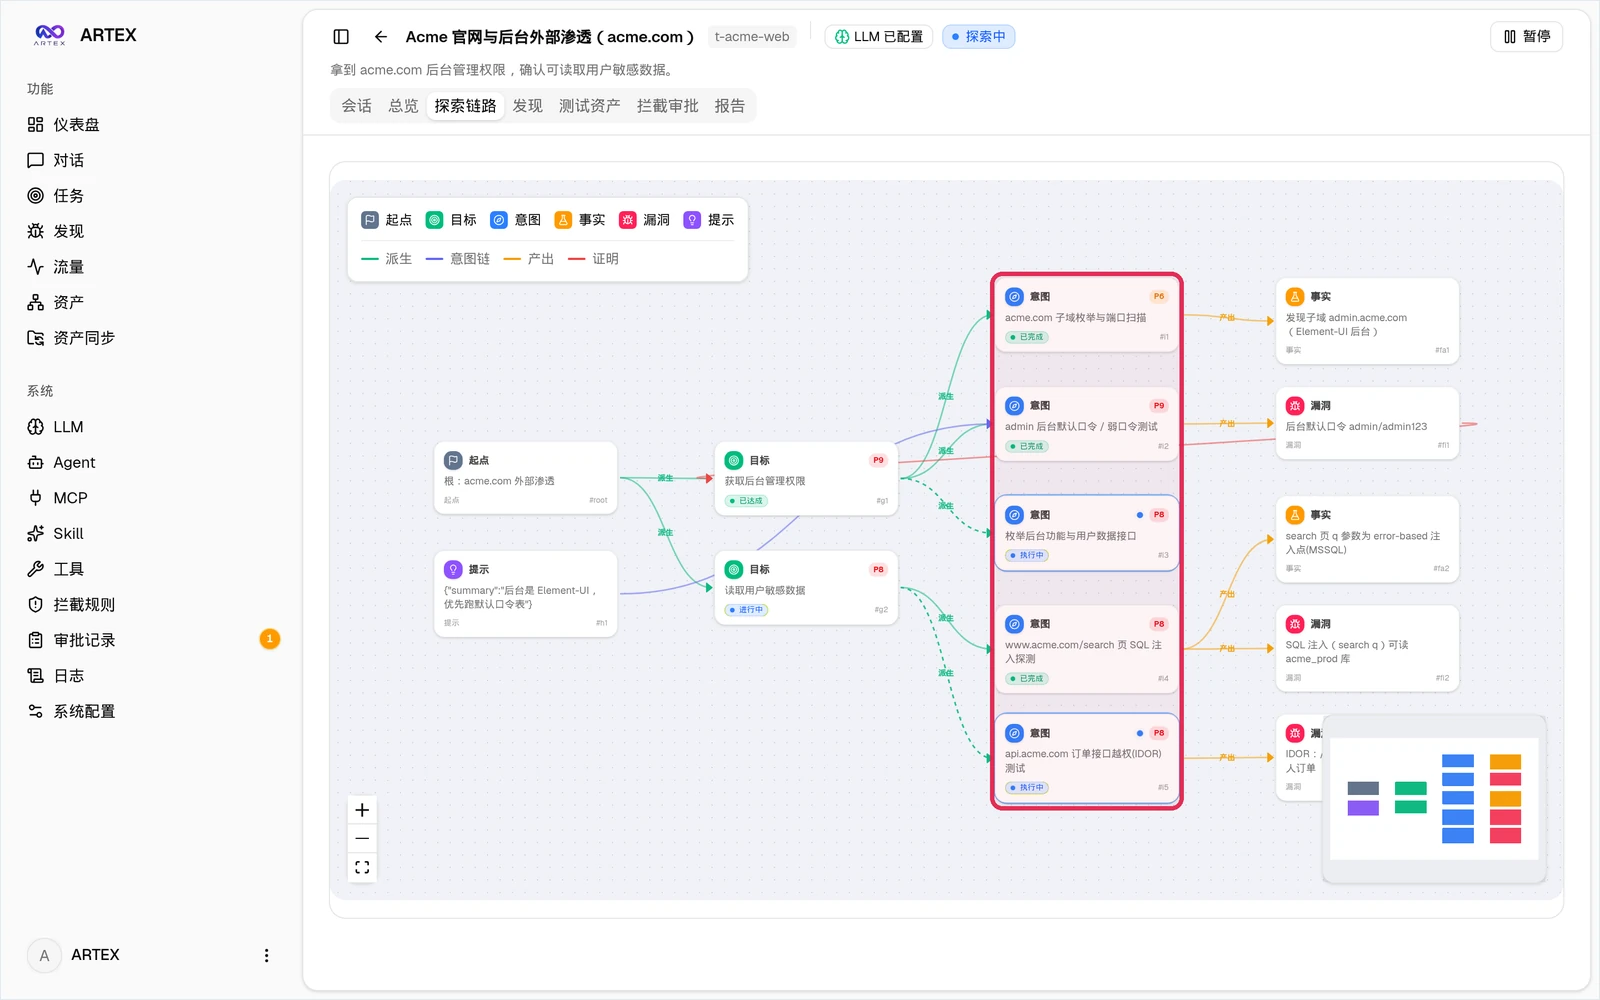 ARTEX
ARTEX
功能
仪表盘
对话
任务
发现
流量
资产
资产同步
系统
LLM
Agent
MCP
Skill
工具
拦截规则
审批记录
1
日志
系统配置
A
ARTEX
Acme 官网与后台外部渗透（acme.com）
t-acme-web
LLM 已配置
探索中
暂停
拿到 acme.com 后台管理权限，确认可读取用户敏感数据。
会话
总览
探索链路
发现
测试资产
拦截审批
报告
起点
目标
意图
事实
漏洞
提示
派生
意图链
产出
证明
起点
根：acme.com 外部渗透
起点
#root
提示
{"summary":"后台是 Element-UI，
优先跑默认口令表"}
提示
#h1
派生
派生
目标
P9
获取后台管理权限
已达成
#g1
目标
P8
读取用户敏感数据
进行中
#g2
派生
派生
派生
派生
派生
意图
P6
acme.com 子域枚举与端口扫描
已完成
#i1
意图
P9
admin 后台默认口令 / 弱口令测试
已完成
#i2
意图
P8
枚举后台功能与用户数据接口
执行中
#i3
意图
P8
www.acme.com/search 页 SQL 注
入探测
已完成
#i4
意图
P8
api.acme.com 订单接口越权(IDOR)
测试
执行中
#i5
产出
产出
产出
产出
产出
事实
发现子域 admin.acme.com
（Element-UI 后台）
事实
#fa1
漏洞
后台默认口令 admin/admin123
漏洞
#fi1
事实
search 页 q 参数为 error-based 注
入点(MSSQL)
事实
#fa2
漏洞
SQL 注入（search q）可读
acme_prod 库
漏洞
#fi2
IDOR：/
人订单
漏洞